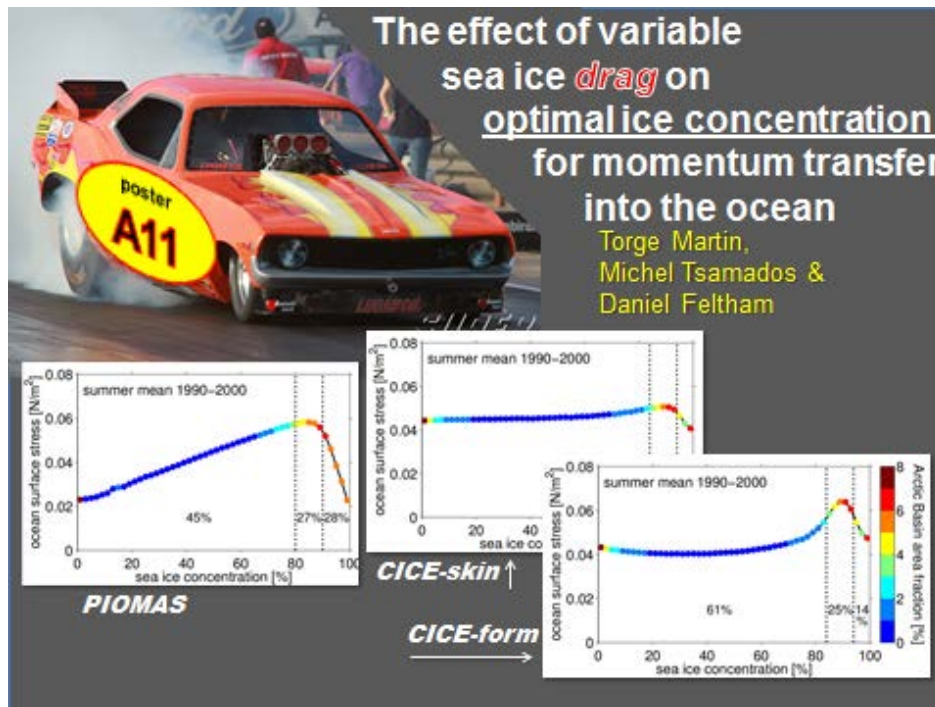 The effect of variable
sea ice drag on
optimal ice concentration
for momentum transfer
into the ocean
Torge Martin,
Michel Tsamados &
Daniel Feltham
poster
A11
ocean surface stress [N/m²]
0.08
0.06
0.04
0.02
0
summer mean 1990-2000
45%
27%
28%
0 20 40 60 80 100
sea ice concentration [%]
PIOMAS
ocean surface stress [N/m²]
0.08
0.06
0.04
0.02
0
summer mean 1990-2000
0 20 40
sea ice co
CICE-skin ↑
ocean surface stress [N/m²]
0.08
0.06
0.04
0.02
0
summer mean 1990-2000
61%
25%
14
%
0 20 40 60 80 100
sea ice concentration [%]
8
6
4
2
0
Arctic Basin area fraction [%]
CICE-form